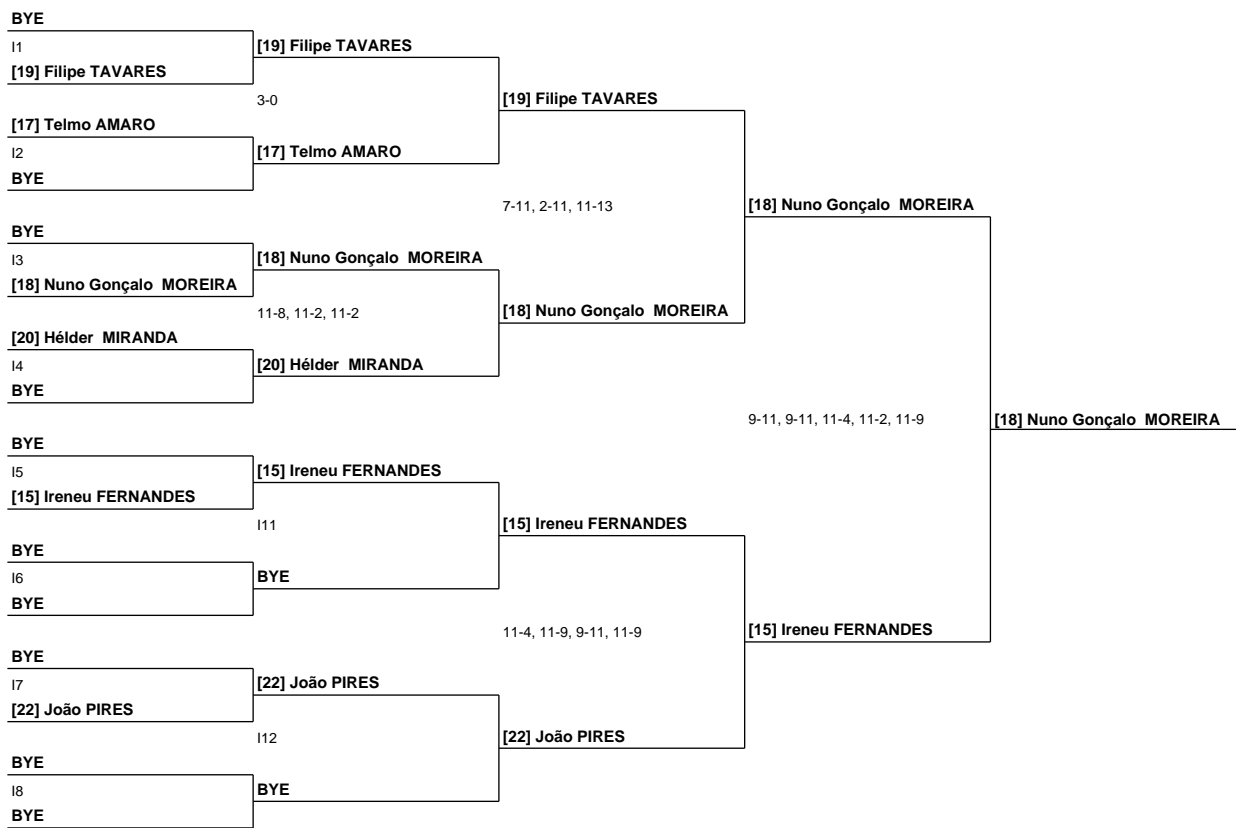 BYE
I1
[19] Filipe TAVARES
[19] Filipe TAVARES
3-0
[19] Filipe TAVARES
[17] Telmo AMARO
I2
[17] Telmo AMARO
BYE
7-11, 2-11, 11-13
[18] Nuno Gonçalo  MOREIRA
BYE
I3
[18] Nuno Gonçalo  MOREIRA
[18] Nuno Gonçalo  MOREIRA
11-8, 11-2, 11-2
[18] Nuno Gonçalo  MOREIRA
[20] Hélder  MIRANDA
I4
[20] Hélder  MIRANDA
BYE
9-11, 9-11, 11-4, 11-2, 11-9
[18] Nuno Gonçalo  MOREIRA
BYE
I5
[15] Ireneu FERNANDES
[15] Ireneu FERNANDES
I11
[15] Ireneu FERNANDES
BYE
I6
BYE
BYE
11-4, 11-9, 9-11, 11-9
[15] Ireneu FERNANDES
BYE
I7
[22] João PIRES
[22] João PIRES
I12
[22] João PIRES
BYE
I8
BYE
BYE